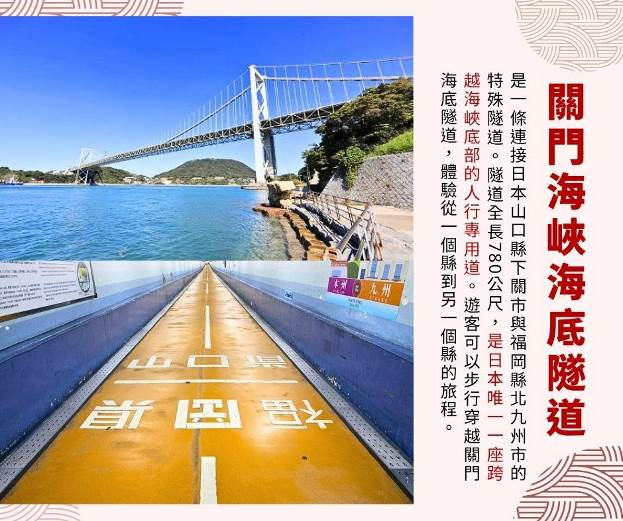 關門海峽海底隧道
是一條連接日本山口縣下關市與福岡縣北九州市的
特殊隧道。隧道全長780公尺，是日本唯一一座跨
越海峽底部的人行專用道。遊客可以步行穿越關門
海底隧道，體驗從一個縣到另一個縣的旅程。
本州
九州
山口県
福岡県